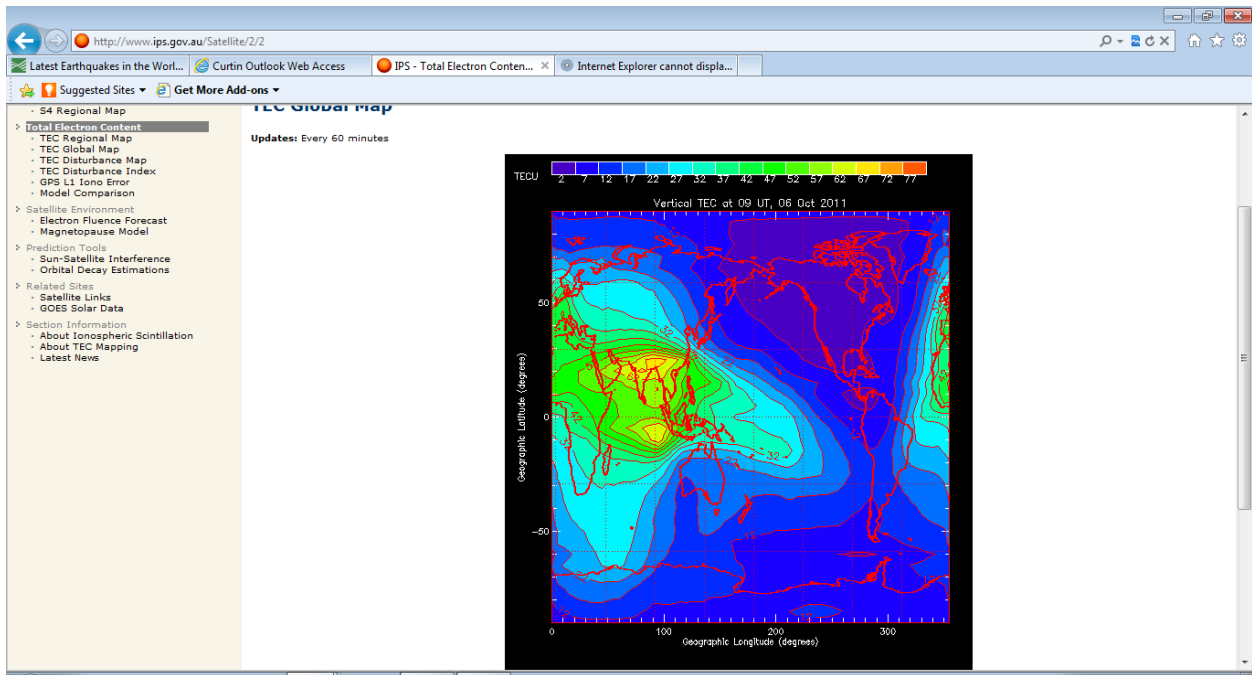 http://www.ips.gov.au/Satellite/2/2
Latest Earthquakes in the Worl...
Curtin Outlook Web Access
IPS - Total Electron Conten...
Internet Explorer cannot displa...
Suggested Sites
Get More Add-ons
S4 Regional Map
Total Electron Content
TEC Regional Map
TEC Global Map
TEC Disturbance Map
TEC Disturbance Index
GPS L1 Iono Error
Model Comparison
Satellite Environment
Electron Fluence Forecast
Magnetopause Model
Prediction Tools
Sun-Satellite Interference
Orbital Decay Estimations
Related Sites
Satellite Links
GOES Solar Data
Section Information
About Ionospheric Scintillation
About TEC Mapping
Latest News
TEC Global Map
Updates: Every 60 minutes
TECU 2 7 12 17 22 27 32 37 42 47 52 57 62 67 72 77
Vertical TEC at 09 UT, 06 Oct 2011
Geographic Latitude (degrees)
50
0
-50
32
42
32
22
12
0 100 200 300
Geographic Longitude (degrees)